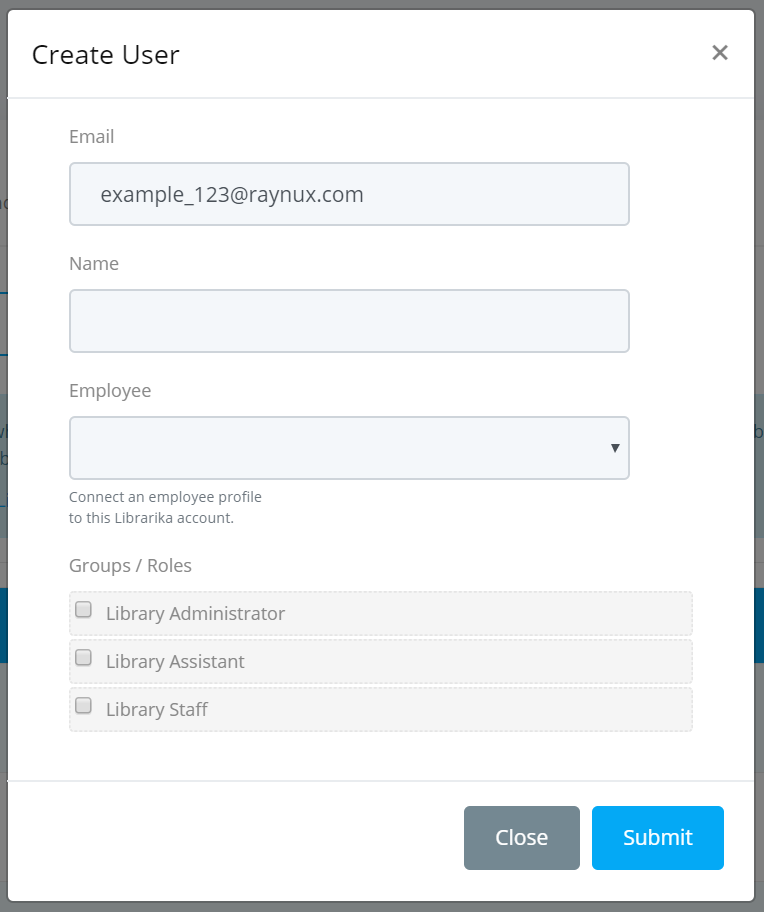 Create User
×
Email
example_123@raynux.com
Name
Employee
▼
Connect an employee profile
to this Librarika account.
Groups / Roles
Library Administrator
Library Assistant
Library Staff
Close
Submit